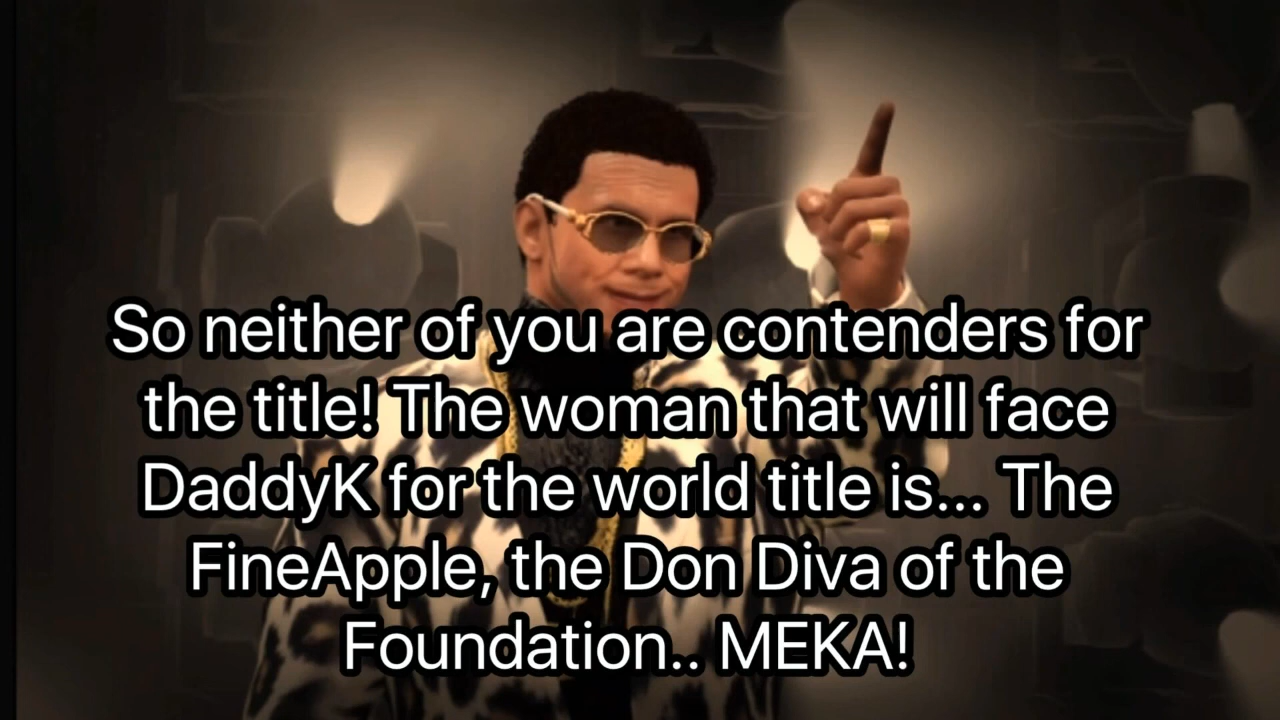 So neither of you are contenders for
the title! The woman that will face
DaddyK for the world title is... The
FineApple, the Don Diva of the
Foundation.. MEKA!